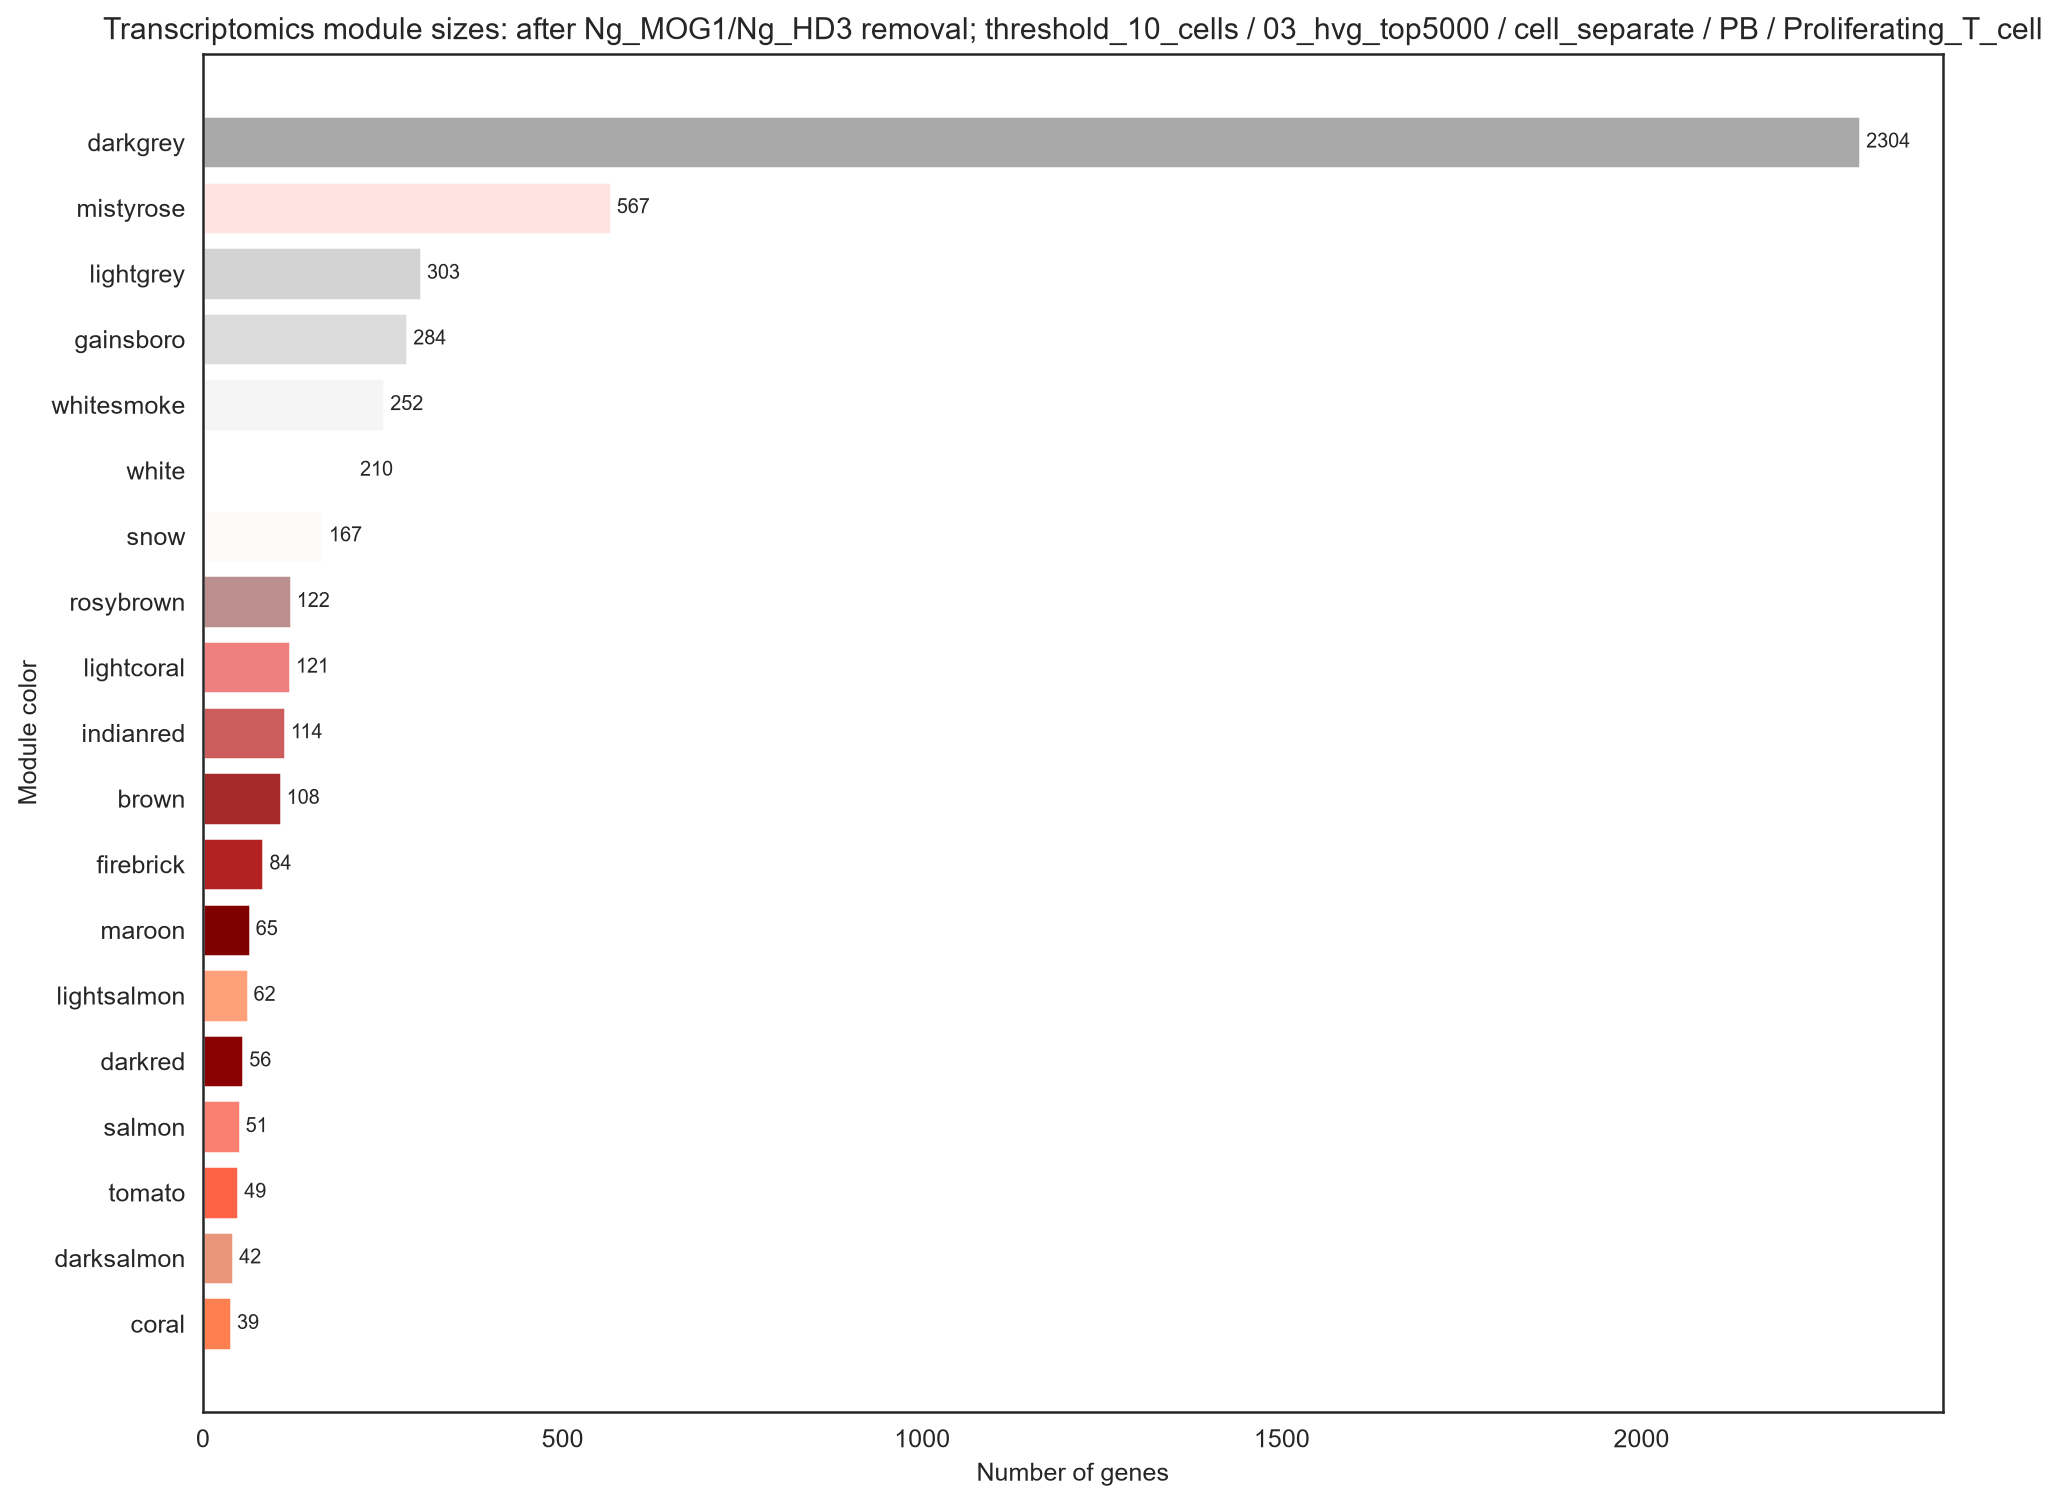 Transcriptomics module sizes: after Ng_MOG1/Ng_HD3 removal; threshold_10_cells / 03_hvg_top5000 / cell_separate / PB / Proliferating_T_cell
darkgrey 2304
mistyrose 567
lightgrey 303
gainsboro 284
whitesmoke 252
white 210
snow 167
rosybrown 122
lightcoral 121
indianred 114
brown 108
firebrick 84
maroon 65
lightsalmon 62
darkred 56
salmon 51
tomato 49
darksalmon 42
coral 39
Module color
0 500 1000 1500 2000
Number of genes